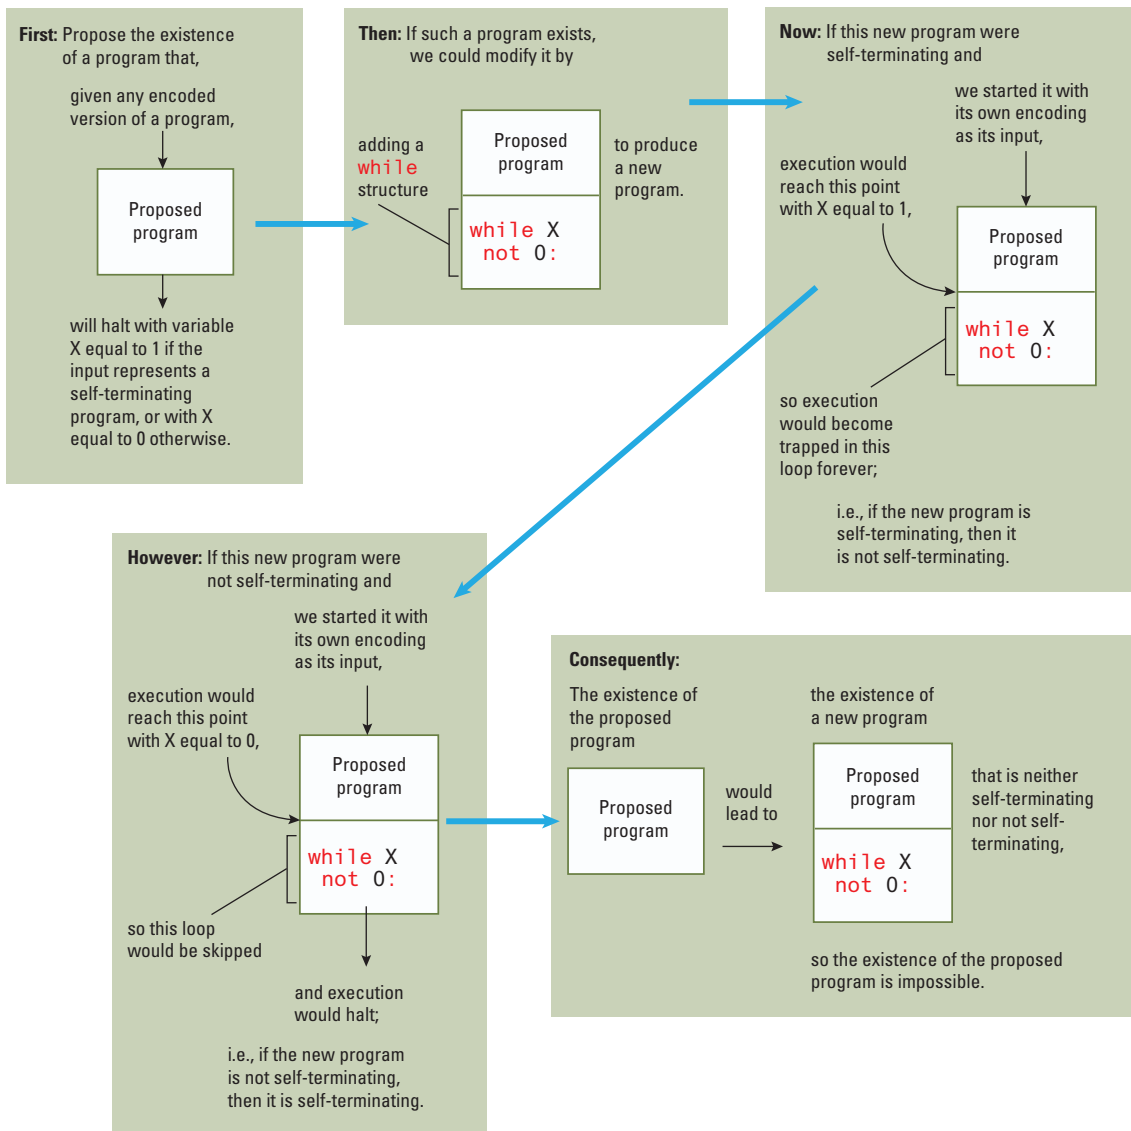 First: Propose the existence
of a program that,
given any encoded
version of a program,
Proposed
program
will halt with variable
X equal to 1 if the
input represents a
self-terminating
program, or with X
equal to 0 otherwise.
Then: If such a program exists,
we could modify it by
adding a
while
structure
Proposed
program
while X
not 0:
to produce
a new
program.
Now: If this new program were
self-terminating and
we started it with
its own encoding
as its input,
execution would
reach this point
with X equal to 1,
Proposed
program
while X
not 0:
so execution
would become
trapped in this
loop forever;
i.e., if the new program is
self-terminating, then it
is not self-terminating.
However: If this new program were
not self-terminating and
we started it with
its own encoding
as its input,
execution would
reach this point
with X equal to 0,
Proposed
program
while X
not 0:
so this loop
would be skipped
and execution
would halt;
i.e., if the new program
is not self-terminating,
then it is self-terminating.
Consequently:
The existence of
the proposed
program
Proposed
program
would
lead to
the existence of
a new program
Proposed
program
while X
not 0:
that is neither
self-terminating
nor not self-
terminating,
so the existence of the proposed
program is impossible.